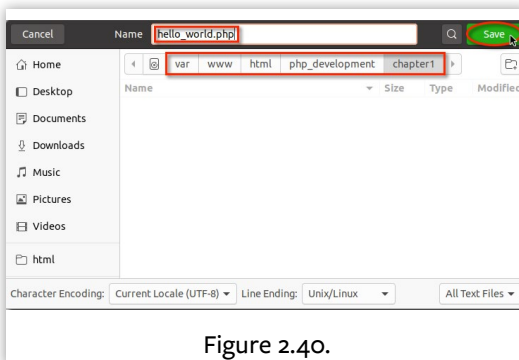 Cancel Name hello_world.php Save
Home var www html php_development chapter1
Desktop Name Size Type Modified
Documents
Downloads
Music
Pictures
Videos
html
Character Encoding: Current Locale (UTF-8) Line Ending: Unix/Linux All Text Files
Figure 2.40.